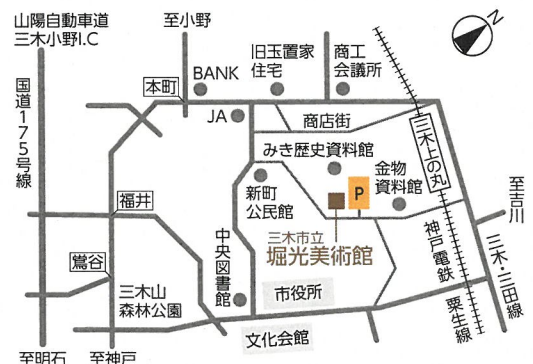 山陽自動車道
三木小野I.C
至小野
旧玉置家
住宅
商工
会議所
N
BANK
本町
JA
商店街
国道175号線
みき歴史資料館
三木上の丸
金物
資料館
P
新町
公民館
至吉川
福井
三木市立
堀光美術館
神戸電鉄
粟生線
三木・三田線
中央図書館
鶯谷
三木山
森林公園
市役所
文化会館
至明石
至神戸